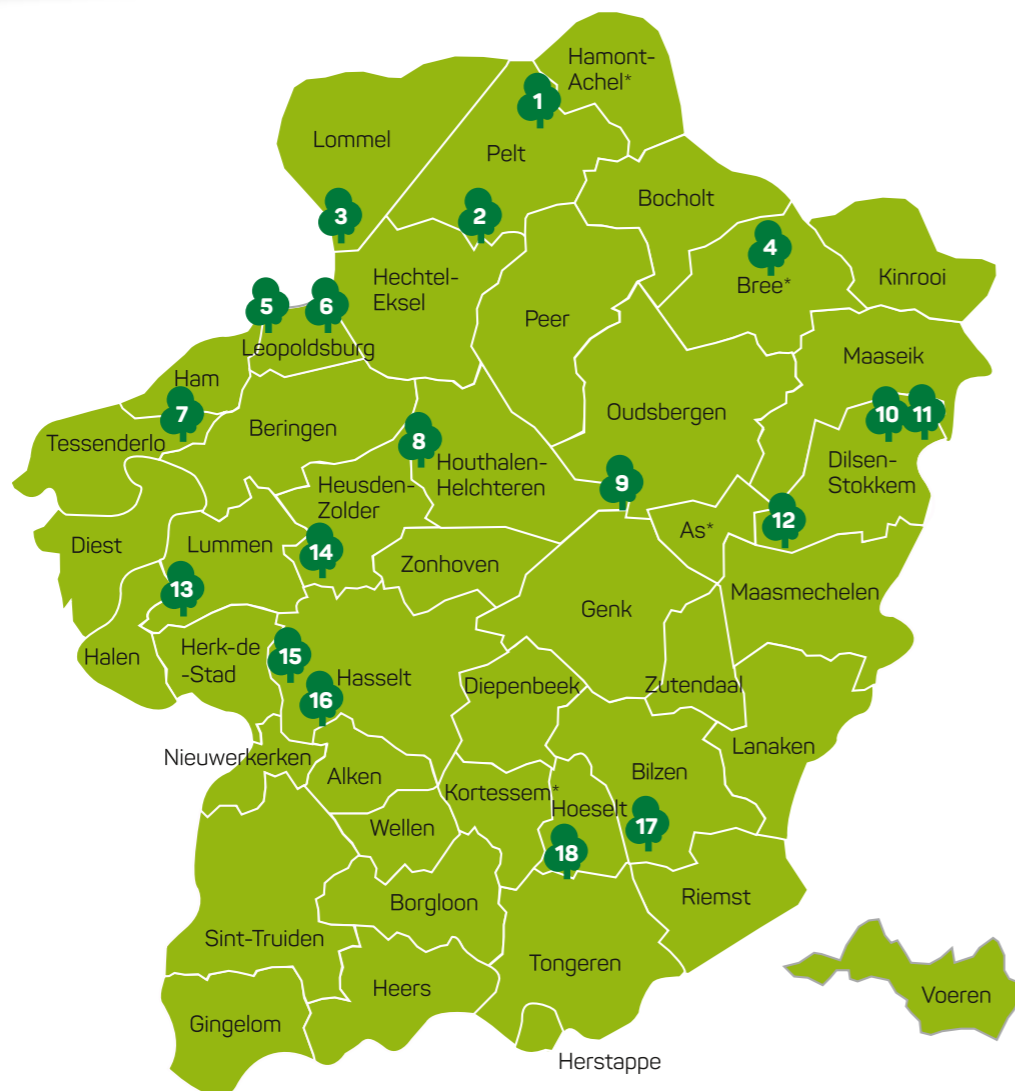 Hamont-
Achel*
1
Lommel
Pelt
Bocholt
3
2
4
Bree*
Kinrooi
Hechtel-
Eksel
5
6
Peer
Leopoldsburg
Maaseik
Ham
7
Oudsbergen
10
11
Tessenderlo
Beringen
8
Houthalen-
Helchteren
Dilsen-
Stokkem
Heusden-
Zolder
9
12
As*
Diest
Lummen
14
Zonhoven
13
Genk
Maasmechelen
Halen
Herk-de
-Stad
15
Hasselt
16
Diepenbeek
Zutendaal
Nieuwerkerken
Alken
Lanaken
Bilzen
Kortessem*
Hoeselt
17
Wellen
18
Riemst
Borgloon
Sint-Truiden
Tongeren
Heers
Voeren
Gingelom
Herstappe